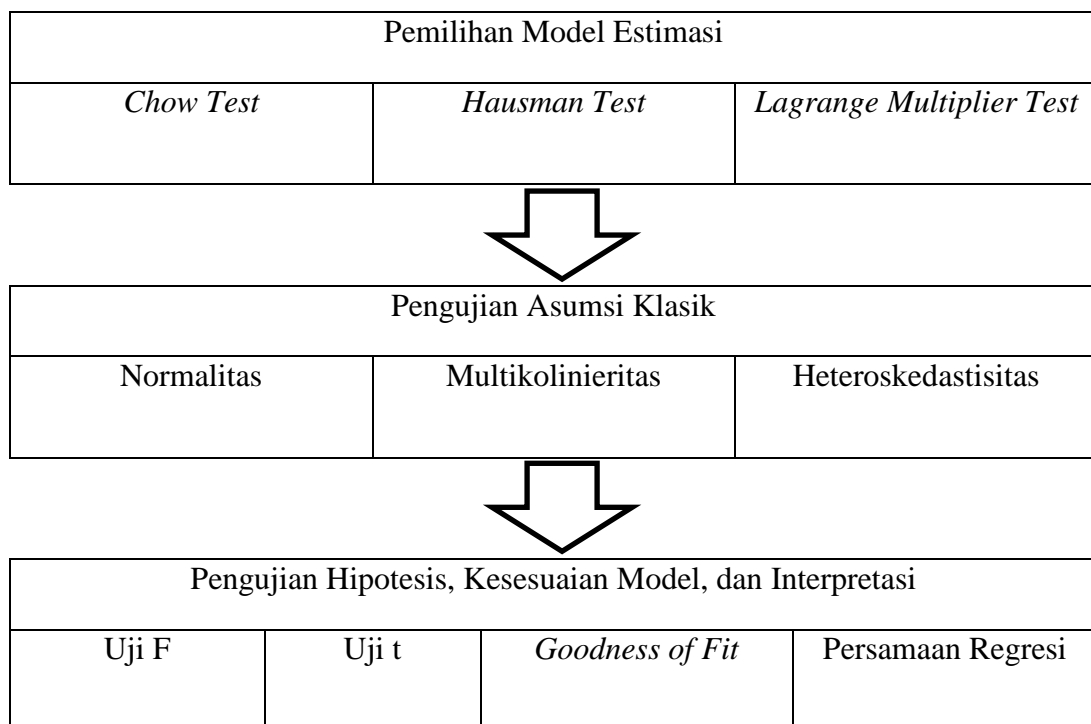 Pemilihan Model Estimasi
Chow Test
Hausman Test
Lagrange Multiplier Test
Pengujian Asumsi Klasik
Normalitas
Multikolinieritas
Heteroskedastisitas
Pengujian Hipotesis, Kesesuaian Model, dan Interpretasi
Uji F
Uji t
Goodness of Fit
Persamaan Regresi